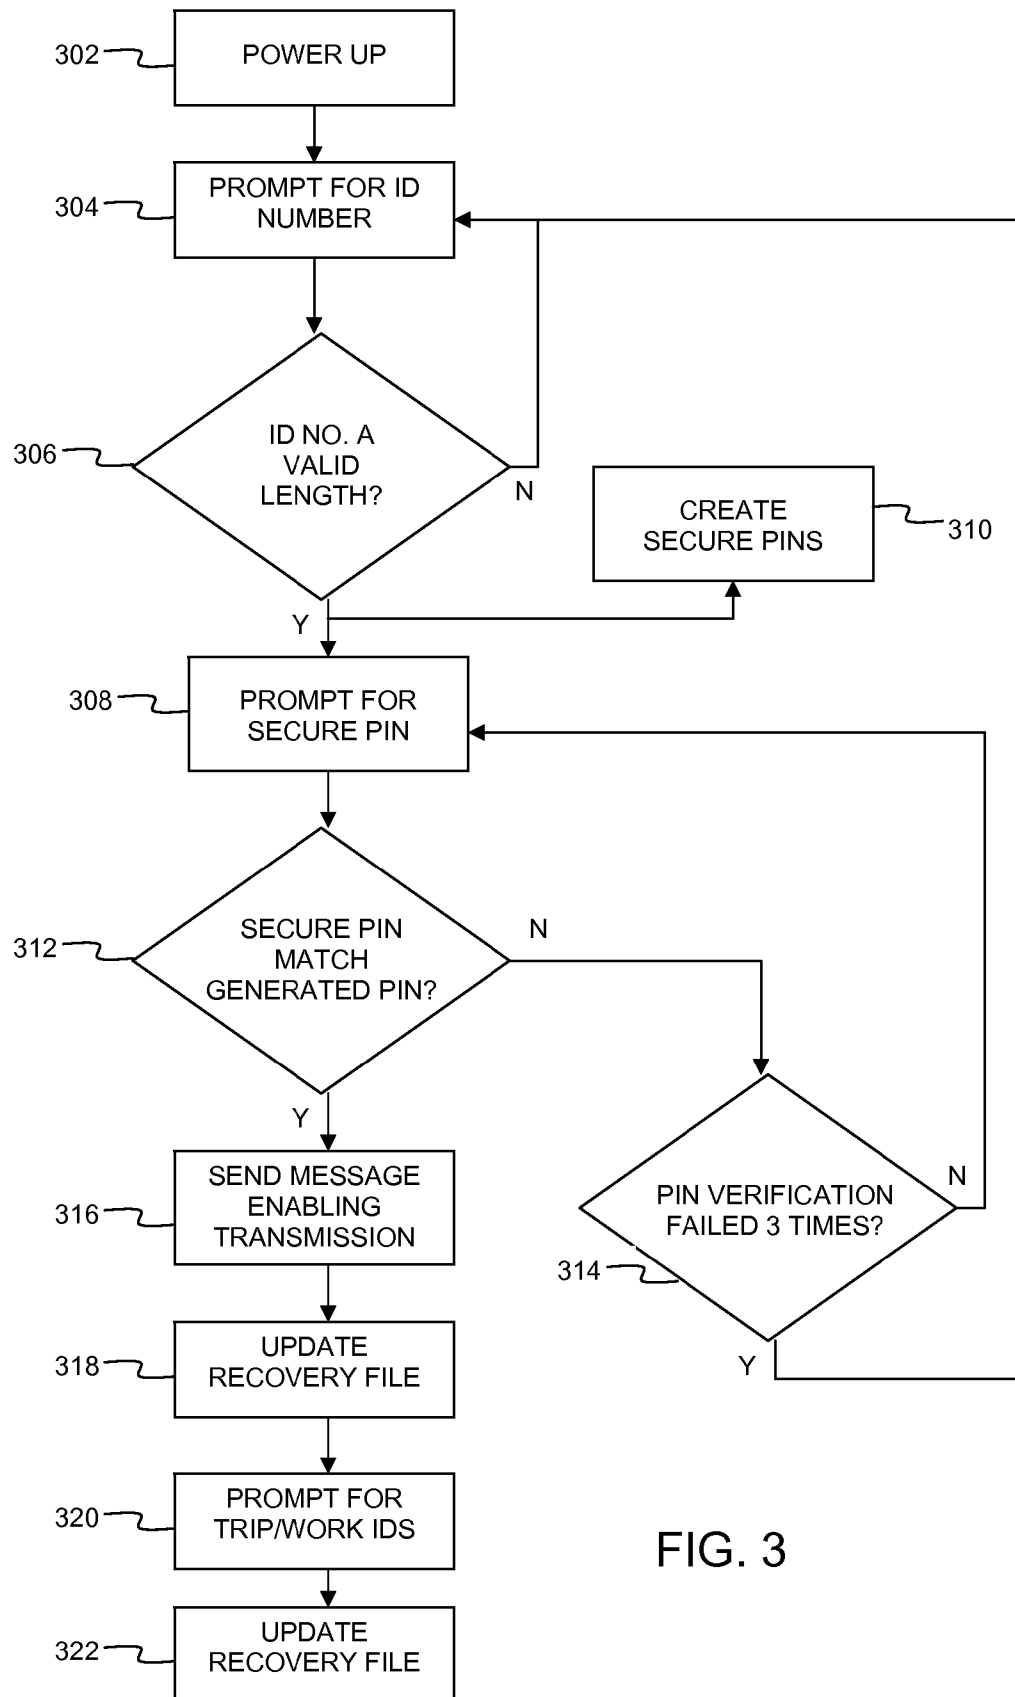 302
POWER UP
304
PROMPT FOR ID
NUMBER
306
ID NO. A
VALID
LENGTH?
N
Y
CREATE
SECURE PINS
310
308
PROMPT FOR
SECURE PIN
312
SECURE PIN
MATCH
GENERATED PIN?
N
Y
PIN VERIFICATION
FAILED 3 TIMES?
N
314
Y
316
SEND MESSAGE
ENABLING
TRANSMISSION
318
UPDATE
RECOVERY FILE
320
PROMPT FOR
TRIP/WORK IDS
322
UPDATE
RECOVERY FILE
FIG. 3